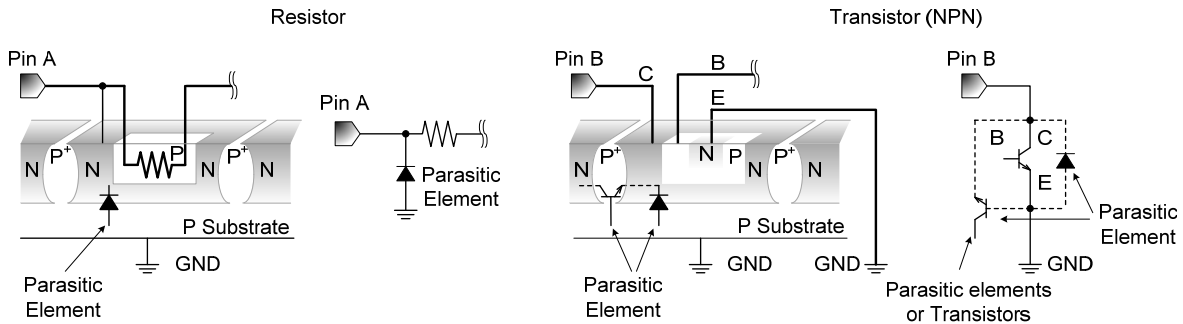 Resistor
Pin A
N
P+
N
P
N
P+
N
P Substrate
GND
Parasitic
Element
Pin A
Parasitic
Element
Transistor (NPN)
Pin B
C
B
E
N
P+
N
N
P
N
P+
N
P Substrate
GND
GND
Parasitic
Element
Pin B
B
C
E
Parasitic
Element
GND
Parasitic elements
or Transistors